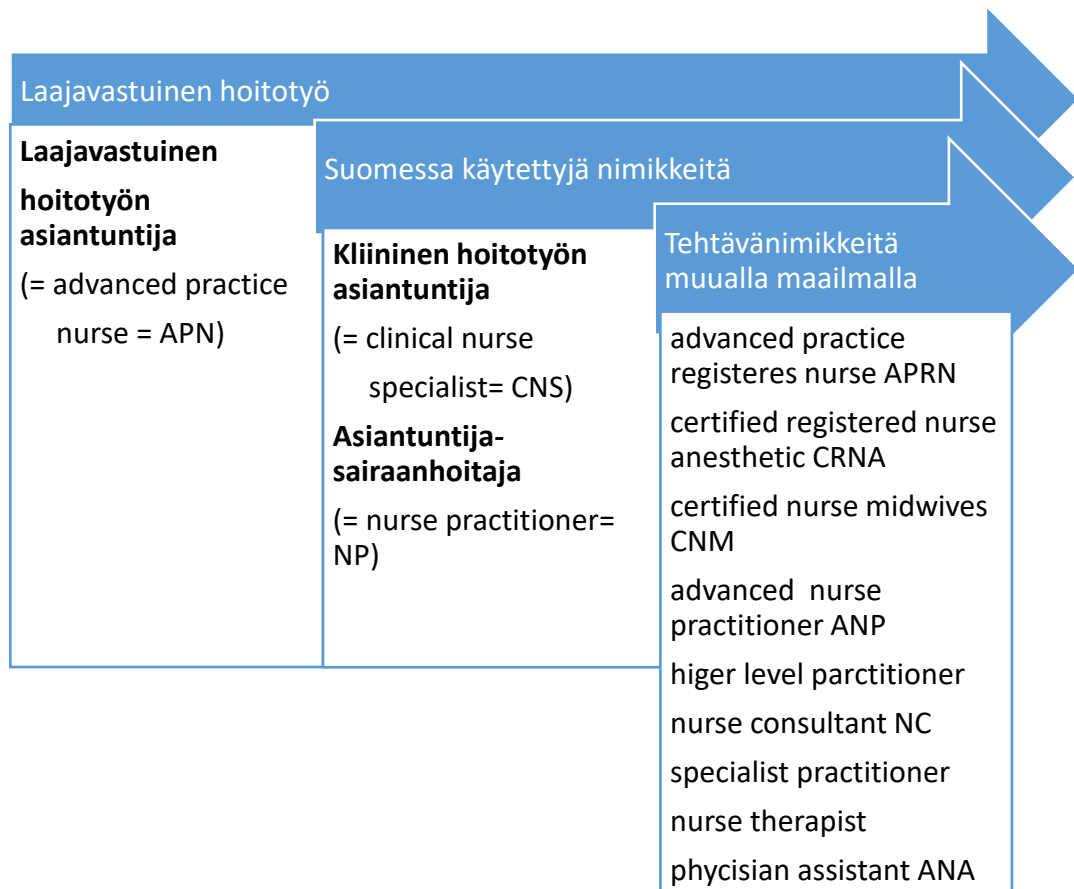 Laajavastuinen hoitotyö
Laajavastuinen
hoitotyön
asiantuntija
(= advanced practice
nurse = APN)
Suomessa käytettyjä nimikkeitä
Kliininen hoitotyön
asiantuntija
(= clinical nurse
specialist= CNS)
Asiantuntija-
sairaanhoitaja
(= nurse practitioner=
NP)
Tehtävänimikkeitä
muualla maailmalla
advanced practice
registeres nurse APRN
certified registered nurse
anesthetic CRNA
certified nurse midwives
CNM
advanced nurse
practitioner ANP
higer level parctitioner
nurse consultant NC
specialist practitioner
nurse therapist
phycisian assistant ANA